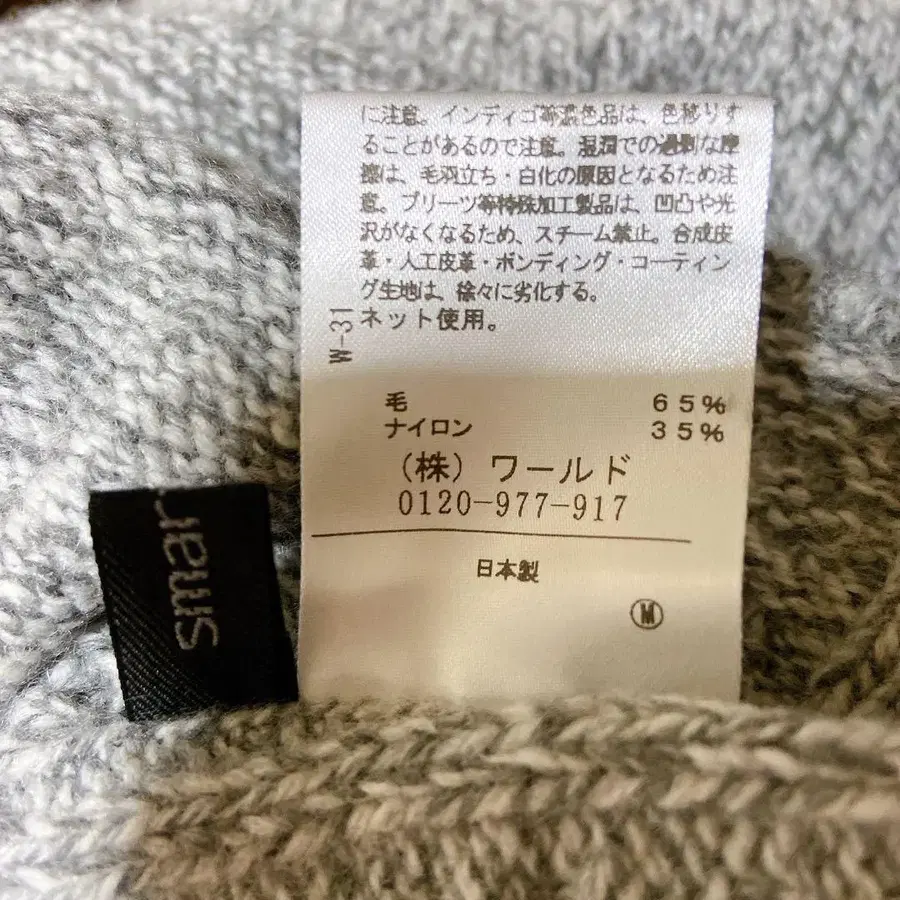 に注意。インディゴ等濃色品は、色移りす
ることがあるので注意。湿潤での過剰な摩
擦は、毛羽立ち・白化の原因となるため注
意。プリーツ等特殊加工製品は、凹凸や光
沢がなくなるため、スチーム禁止。合成皮
革・人工皮革・ボンディング・コーティン
グ生地は、徐々に劣化する。
ネット使用。
W-31
毛 65%
ナイロン 35%
(株)ワールド
0120-977-917
日本製
M
smar